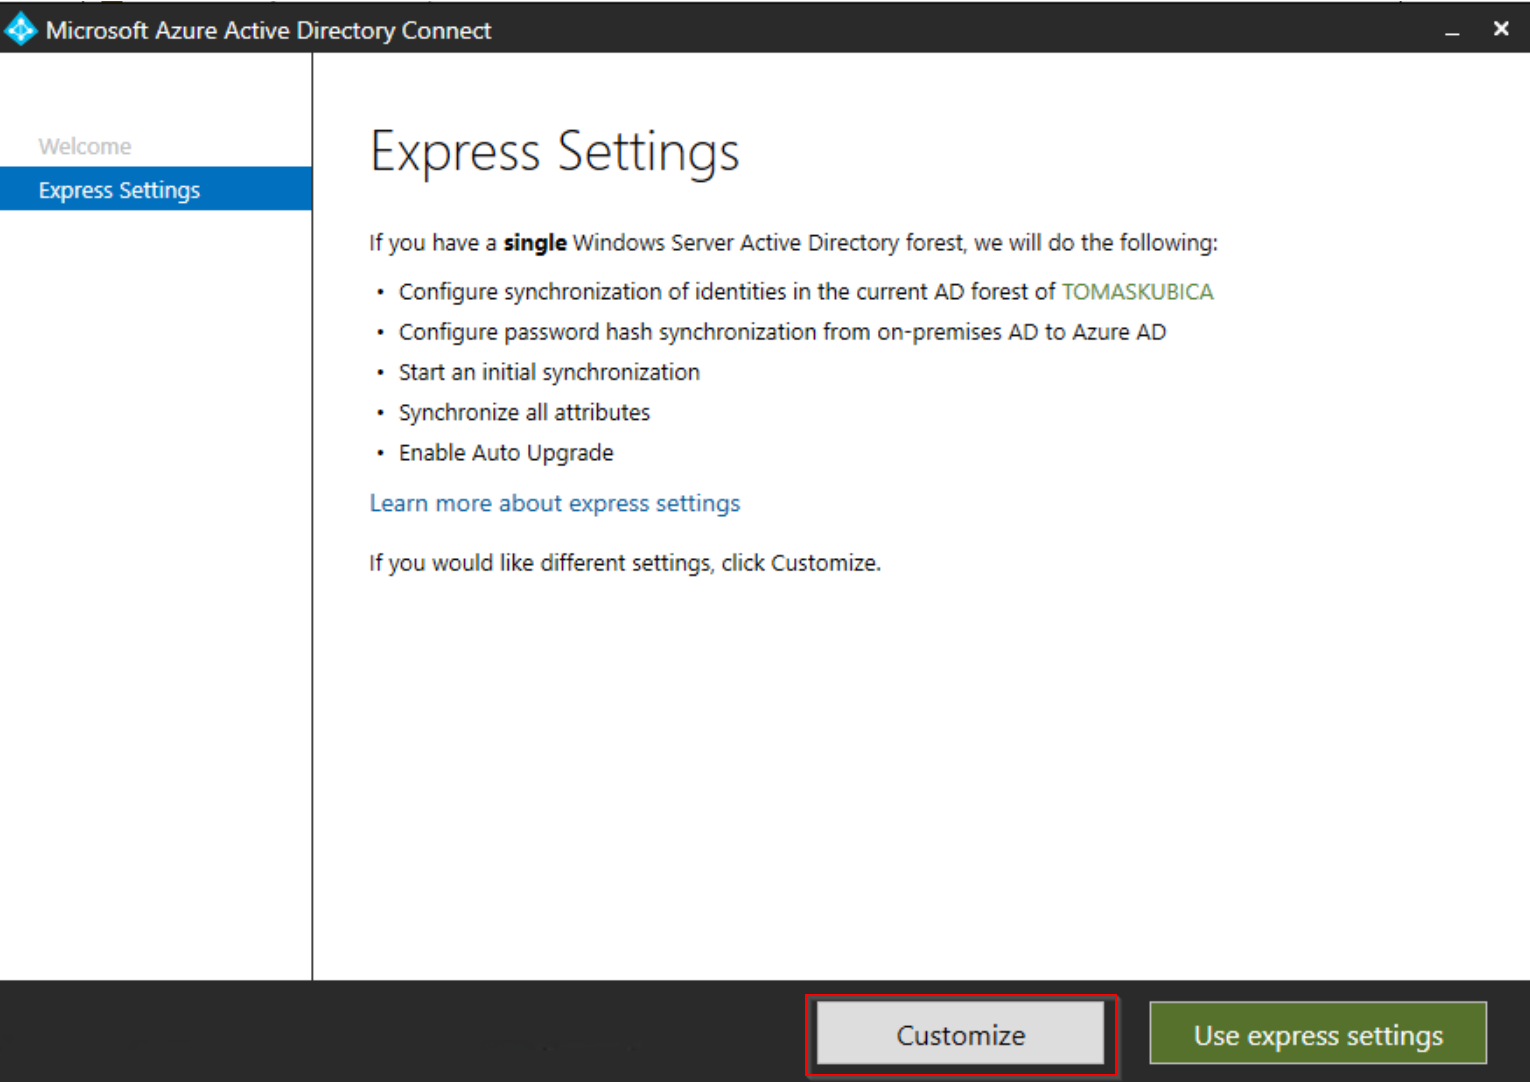 Microsoft Azure Active Directory Connect
Welcome
Express Settings
Express Settings
If you have a single Windows Server Active Directory forest, we will do the following:
• Configure synchronization of identities in the current AD forest of TOMASKUBICA
• Configure password hash synchronization from on-premises AD to Azure AD
• Start an initial synchronization
• Synchronize all attributes
• Enable Auto Upgrade
Learn more about express settings
If you would like different settings, click Customize.
Customize
Use express settings